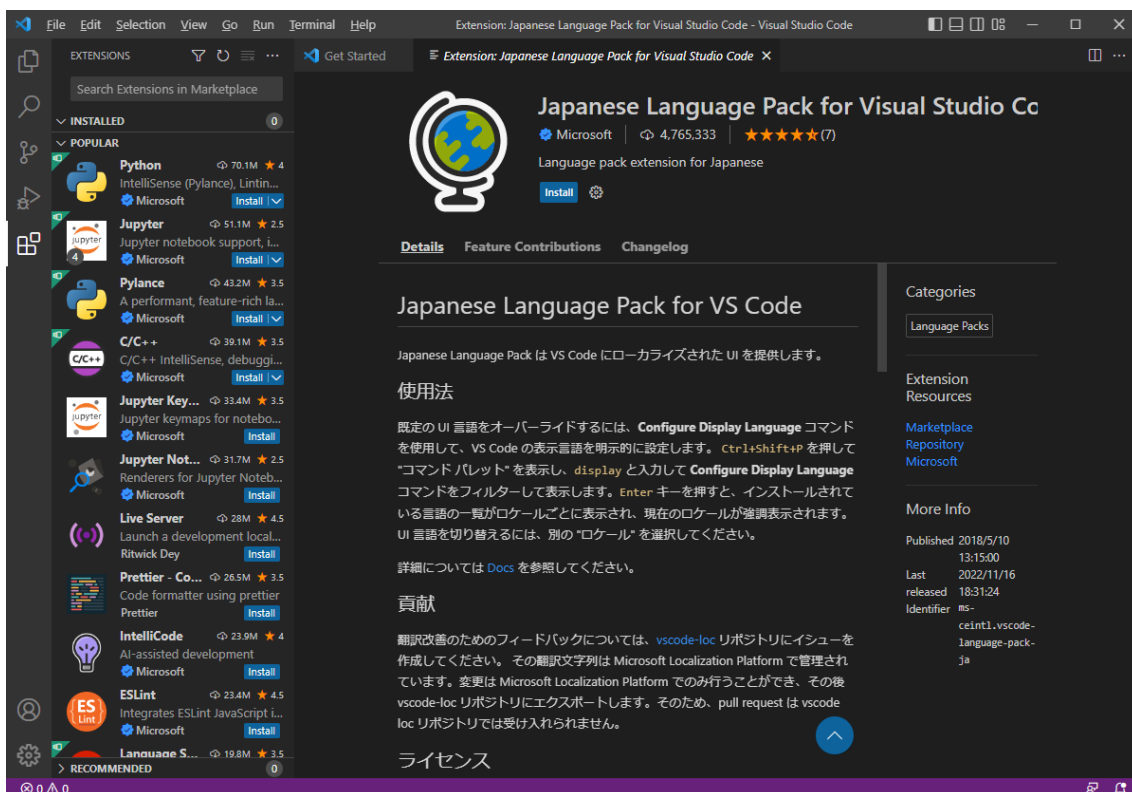 File Edit Selection View Go Run Terminal Help
Extension: Japanese Language Pack for Visual Studio Code - Visual Studio Code
EXTENSIONS
Get Started
Extension: Japanese Language Pack for Visual Studio Code
Search Extensions in Marketplace
INSTALLED 0
POPULAR
Python 70.1M ★ 4
IntelliSense (Pylance), Lintin...
Microsoft Install
Jupyter 51.1M ★ 2.5
Jupyter notebook support, i...
Microsoft Install
jupyter
4
Pylance 43.2M ★ 3.5
A performant, feature-rich la...
Microsoft Install
C/C++ 39.1M ★ 3.5
C/C++ IntelliSense, debuggi...
Microsoft Install
C/C++
Jupyter Key... 33.4M ★ 3.5
Jupyter keymaps for notebo...
Microsoft Install
jupyter
Jupyter Not... 31.7M ★ 2.5
Renderers for Jupyter Noteb...
Microsoft Install
Live Server 28M ★ 4.5
Launch a development local...
Ritwick Dey Install
Prettier - Co... 26.5M ★ 3.5
Code formatter using prettier
Prettier Install
IntelliCode 23.9M ★ 4
AI-assisted development
Microsoft Install
ESLint 23.4M ★ 4.5
Integrates ESLint JavaScript i...
Microsoft Install
ES
Lint
Language S... 19.8M ★ 3.5
RECOMMENDED 0
Japanese Language Pack for Visual Studio Co
Microsoft | 4,765,333 | ★★★★★(7)
Language pack extension for Japanese
Install
Details Feature Contributions Changelog
Japanese Language Pack for VS Code
Japanese Language Pack は VS Code にローカライズされた UI を提供します。
使用法
既定の UI 言語をオーバーライドするには、Configure Display Language コマンド
を使用して、VS Code の表示言語を明示的に設定します。 Ctrl+Shift+P を押して
"コマンド パレット" を表示し、display と入力して Configure Display Language
コマンドをフィルターして表示します。Enter キーを押すと、インストールされて
いる言語の一覧がロケールごとに表示され、現在のロケールが強調表示されます。
UI 言語を切り替えるには、別の "ロケール" を選択してください。
詳細については Docs を参照してください。
貢献
翻訳改善のためのフィードバックについては、vscode-loc リポジトリにイシューを
作成してください。 その翻訳文字列は Microsoft Localization Platform で管理され
ています。変更は Microsoft Localization Platform でのみ行うことができ、その後
vscode-loc リポジトリにエクスポートします。そのため、pull request は vscode
loc リポジトリでは受け入れられません。
ライセンス
Categories
Language Packs
Extension
Resources
Marketplace
Repository
Microsoft
More Info
Published 2018/5/10
13:15:00
Last 2022/11/16
released 18:31:24
Identifier ms-
ceintl.vscode-
language-pack-
ja
0 0